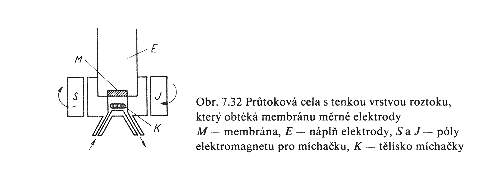 M
E
S
J
K
Obr. 7.32 Průtoková cela s tenkou vrstvou roztoku,
který obtéká membránu měrné elektrody
M — membrána, E — náplň elektrody, S a J — póly
elektromagnetu pro míchačku, K — tělísko míchačky